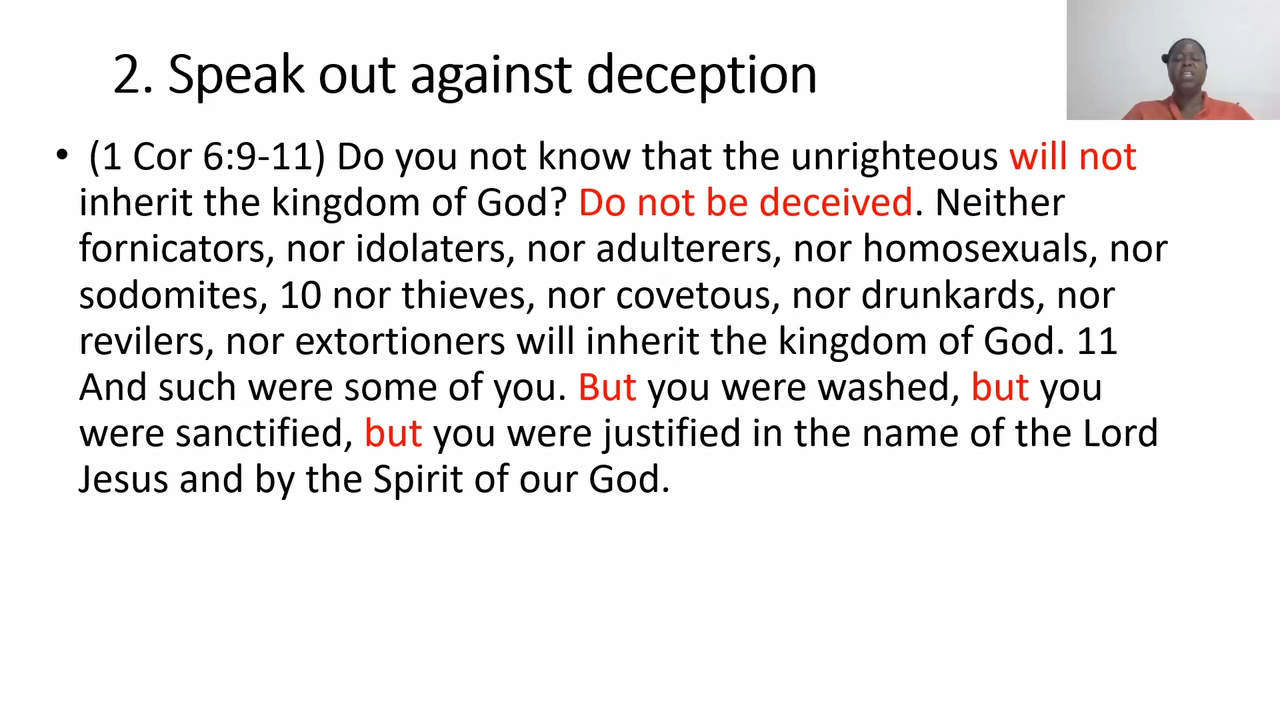 2. Speak out against deception
• (1 Cor 6:9-11) Do you not know that the unrighteous will not
inherit the kingdom of God? Do not be deceived. Neither
fornicators, nor idolaters, nor adulterers, nor homosexuals, nor
sodomites, 10 nor thieves, nor covetous, nor drunkards, nor
revilers, nor extortioners will inherit the kingdom of God. 11
And such were some of you. But you were washed, but you
were sanctified, but you were justified in the name of the Lord
Jesus and by the Spirit of our God.